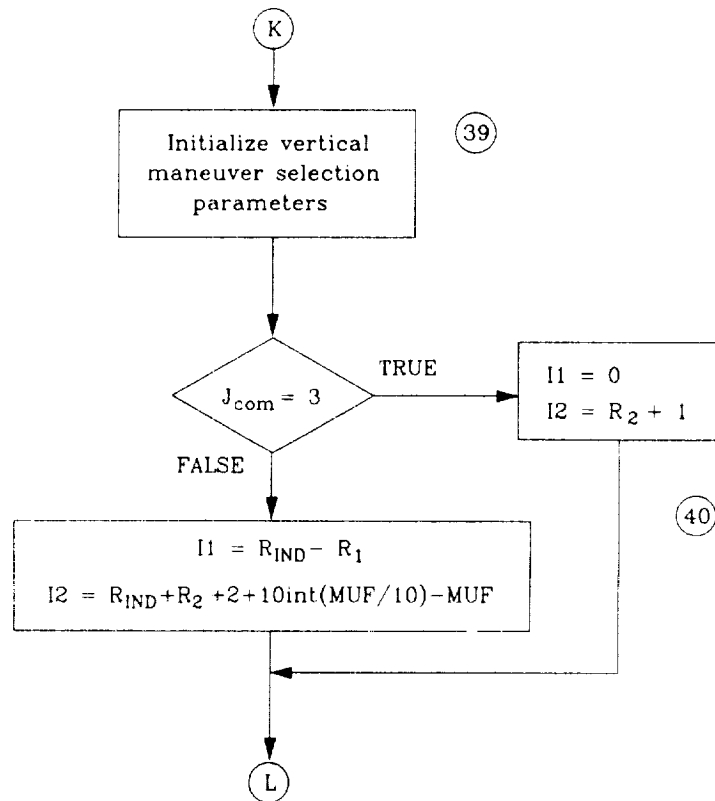 K
39
Initialize vertical
maneuver selection
parameters
TRUE
J_com = 3
I1 = 0
I2 = R_2 + 1
FALSE
40
I1 = R_IND - R_1
I2 = R_IND+R_2 +2+10int(MUF/10)-MUF
L